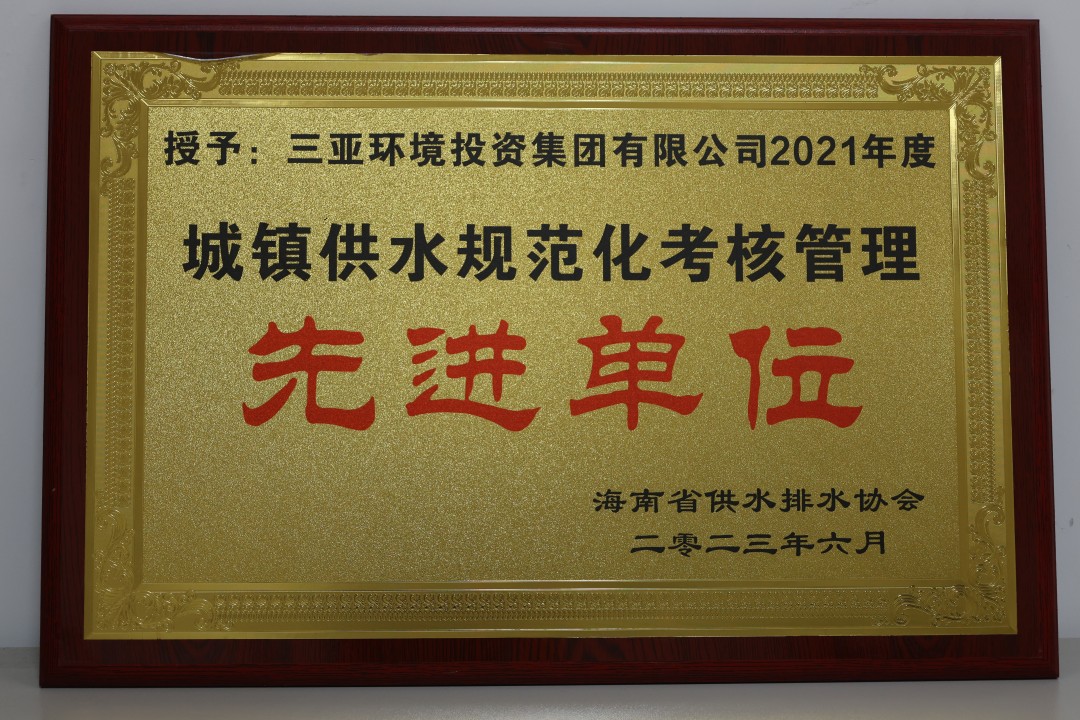 授予：三亚环境投资集团有限公司2021年度
城镇供水规范化考核管理
先进单位
海南省供水排水协会
二零二三年六月